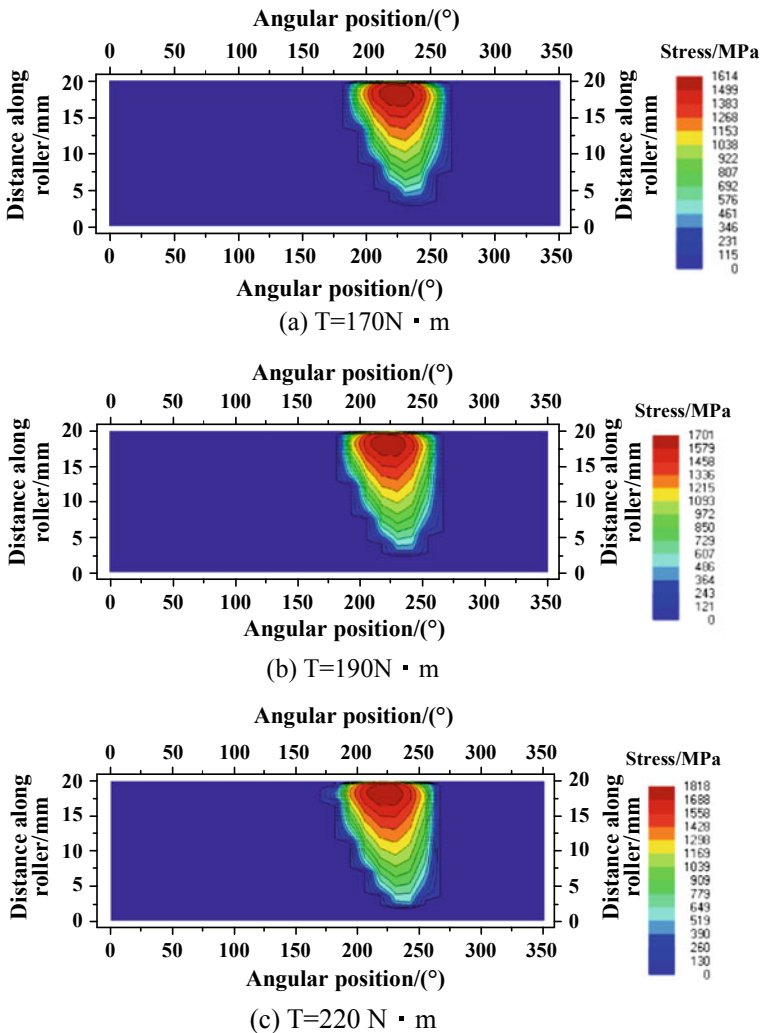 Angular position/(°)
0 50 100 150 200 250 300 350
Stress/MPa
Distance along
roller/mm
20
15
10
5
0
20
15
10
5
0
Distance along
roller/mm
1614
1499
1383
1268
1153
1038
922
807
692
576
461
346
231
115
0
0 50 100 150 200 250 300 350
Angular position/(°)
(a) T=170N · m
Angular position/(°)
0 50 100 150 200 250 300 350
Stress/MPa
Distance along
roller/mm
20
15
10
5
0
20
15
10
5
0
Distance along
roller/mm
1701
1579
1458
1336
1215
1093
972
850
729
607
486
364
243
121
0
0 50 100 150 200 250 300 350
Angular position/(°)
(b) T=190N · m
Angular position/(°)
0 50 100 150 200 250 300 350
Stress/MPa
Distance along
roller/mm
20
15
10
5
0
20
15
10
5
0
Distance along
roller/mm
1818
1688
1558
1428
1298
1169
1039
909
779
649
519
390
260
130
0
0 50 100 150 200 250 300 350
Angular position/(°)
(c) T=220 N · m